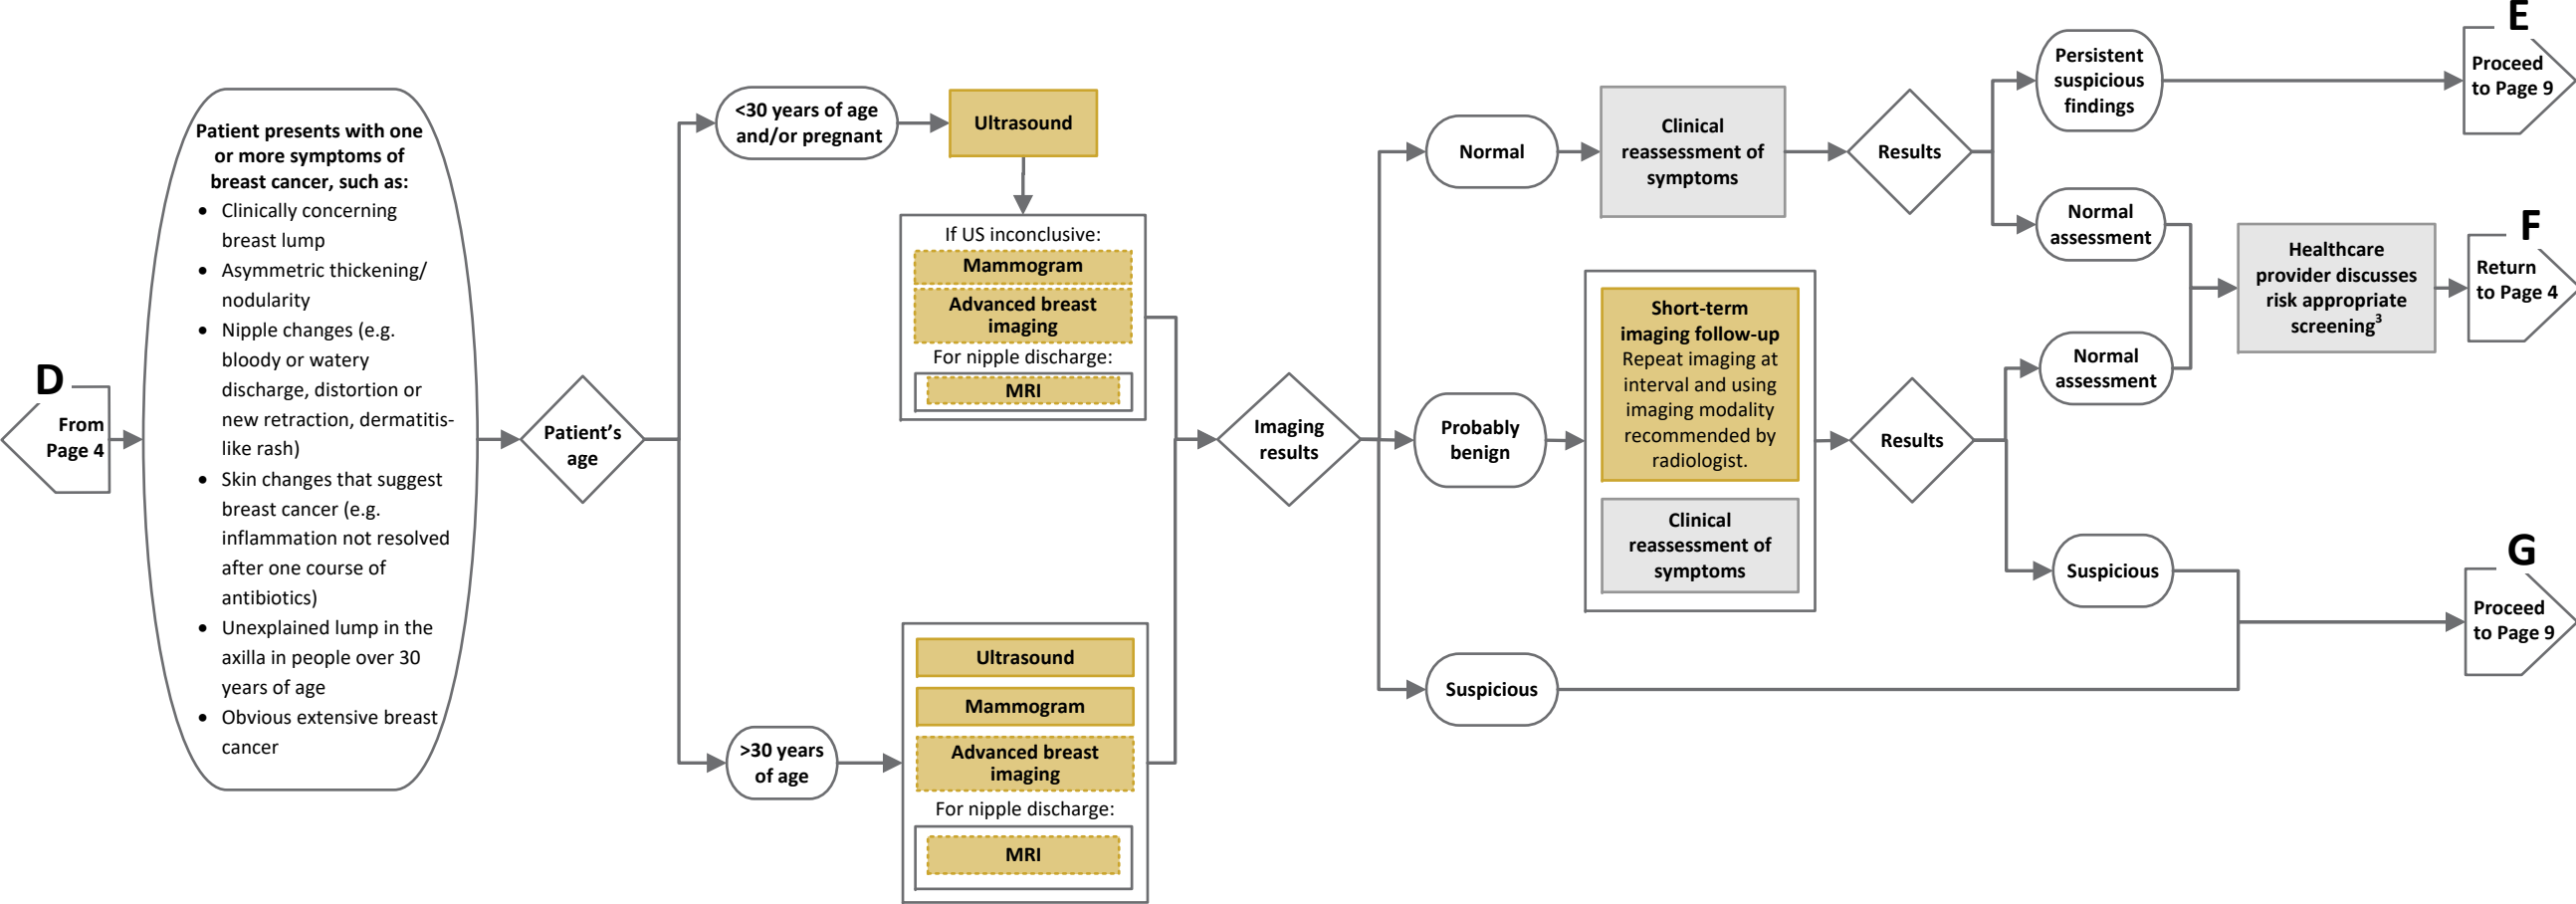 D
From
Page 4
Patient presents with one
or more symptoms of
breast cancer, such as:
• Clinically concerning
breast lump
• Asymmetric thickening/
nodularity
• Nipple changes (e.g.
bloody or watery
discharge, distortion or
new retraction, dermatitis-
like rash)
• Skin changes that suggest
breast cancer (e.g.
inflammation not resolved
after one course of
antibiotics)
• Unexplained lump in the
axilla in people over 30
years of age
• Obvious extensive breast
cancer
Patient's
age
<30 years of age
and/or pregnant
Ultrasound
If US inconclusive:
Mammogram
Advanced breast
imaging
For nipple discharge:
MRI
>30 years
of age
Ultrasound
Mammogram
Advanced breast
imaging
For nipple discharge:
MRI
Imaging
results
Normal
Clinical
reassessment of
symptoms
Results
Persistent
suspicious
findings
E
Proceed
to Page 9
Normal
assessment
Healthcare
provider discusses
risk appropriate
screening³
F
Return
to Page 4
Probably
benign
Short-term
imaging follow-up
Repeat imaging at
interval and using
imaging modality
recommended by
radiologist.
Clinical
reassessment of
symptoms
Results
Normal
assessment
Suspicious
Suspicious
G
Proceed
to Page 9